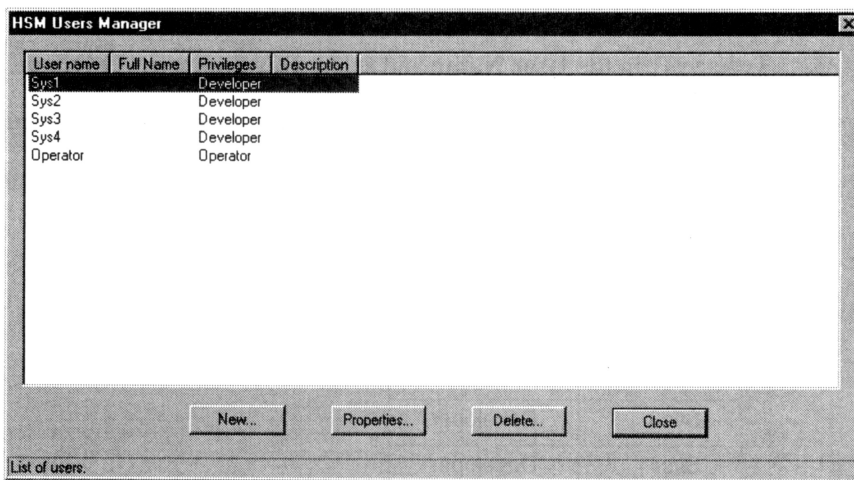 HSM Users Manager
User name Full Name Privileges Description
Sys1 Developer
Sys2 Developer
Sys3 Developer
Sys4 Developer
Operator Operator
New... Properties... Delete... Close
List of users.